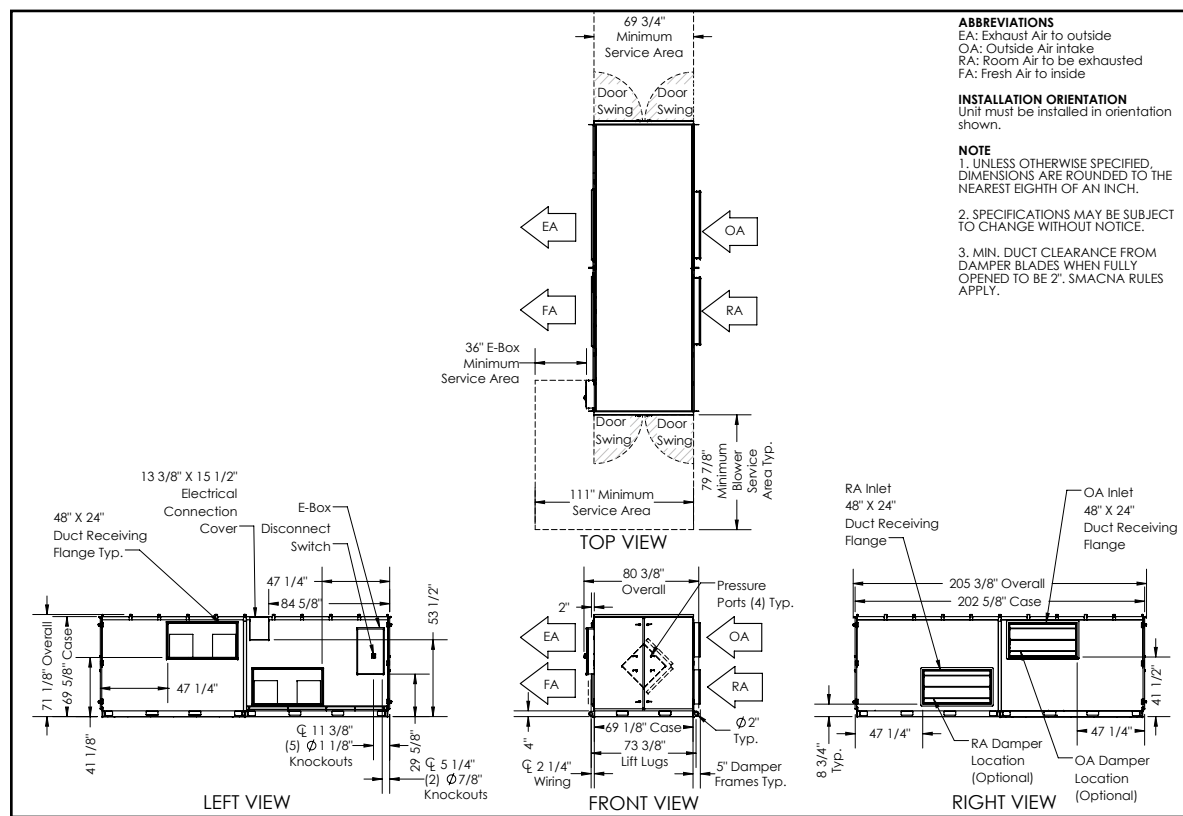 69 3/4"
Minimum
Service Area
Door
Swing
Door
Swing
EA
OA
FA
RA
36" E-Box
Minimum
Service Area
Door
Swing
Door
Swing
111" Minimum
Service Area
79 7/8"
Minimum
Blower
Service
Area Typ.
TOP VIEW
ABBREVIATIONS
EA: Exhaust Air to outside
OA: Outside Air intake
RA: Room Air to be exhausted
FA: Fresh Air to inside
INSTALLATION ORIENTATION
Unit must be installed in orientation
shown.
NOTE
1. UNLESS OTHERWISE SPECIFIED,
DIMENSIONS ARE ROUNDED TO THE
NEAREST EIGHTH OF AN INCH.
2. SPECIFICATIONS MAY BE SUBJECT
TO CHANGE WITHOUT NOTICE.
3. MIN. DUCT CLEARANCE FROM
DAMPER BLADES WHEN FULLY
OPENED TO BE 2". SMACNA RULES
APPLY.
13 3/8" X 15 1/2"
Electrical
Connection
Cover
48" X 24"
Duct Receiving
Flange Typ.
E-Box
Disconnect
Switch
47 1/4"
84 5/8"
53 1/2"
71 1/8" Overall
69 5/8" Case
47 1/4"
41 1/8"
℄ 11 3/8"
(5) Ø1 1/8"
Knockouts
29 5/8"
℄ 5 1/4"
(2) Ø7/8"
Knockouts
LEFT VIEW
80 3/8"
Overall
Pressure
Ports (4) Typ.
2"
EA
OA
FA
RA
4"
69 1/8" Case
73 3/8"
Lift Lugs
Ø2"
Typ.
℄ 2 1/4"
Wiring
5" Damper
Frames Typ.
FRONT VIEW
RA Inlet
48" X 24"
Duct Receiving
Flange
OA Inlet
48" X 24"
Duct Receiving
Flange
205 3/8" Overall
202 5/8" Case
41 1/2"
8 3/4"
Typ.
47 1/4"
47 1/4"
RA Damper
Location
(Optional)
OA Damper
Location
(Optional)
RIGHT VIEW